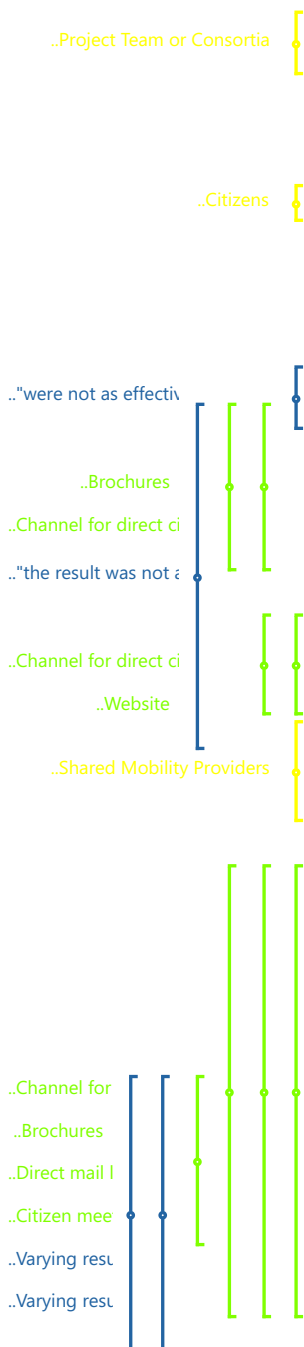 ..Project Team or Consortia
..Citizens
.."were not as effectiv
..Brochures
..Channel for direct ci
.."the result was not a
..Channel for direct ci
..Website
..Shared Mobility Providers
..Channel for
..Brochures
..Direct mail l
..Citizen mee
..Varying resu
..Varying resu